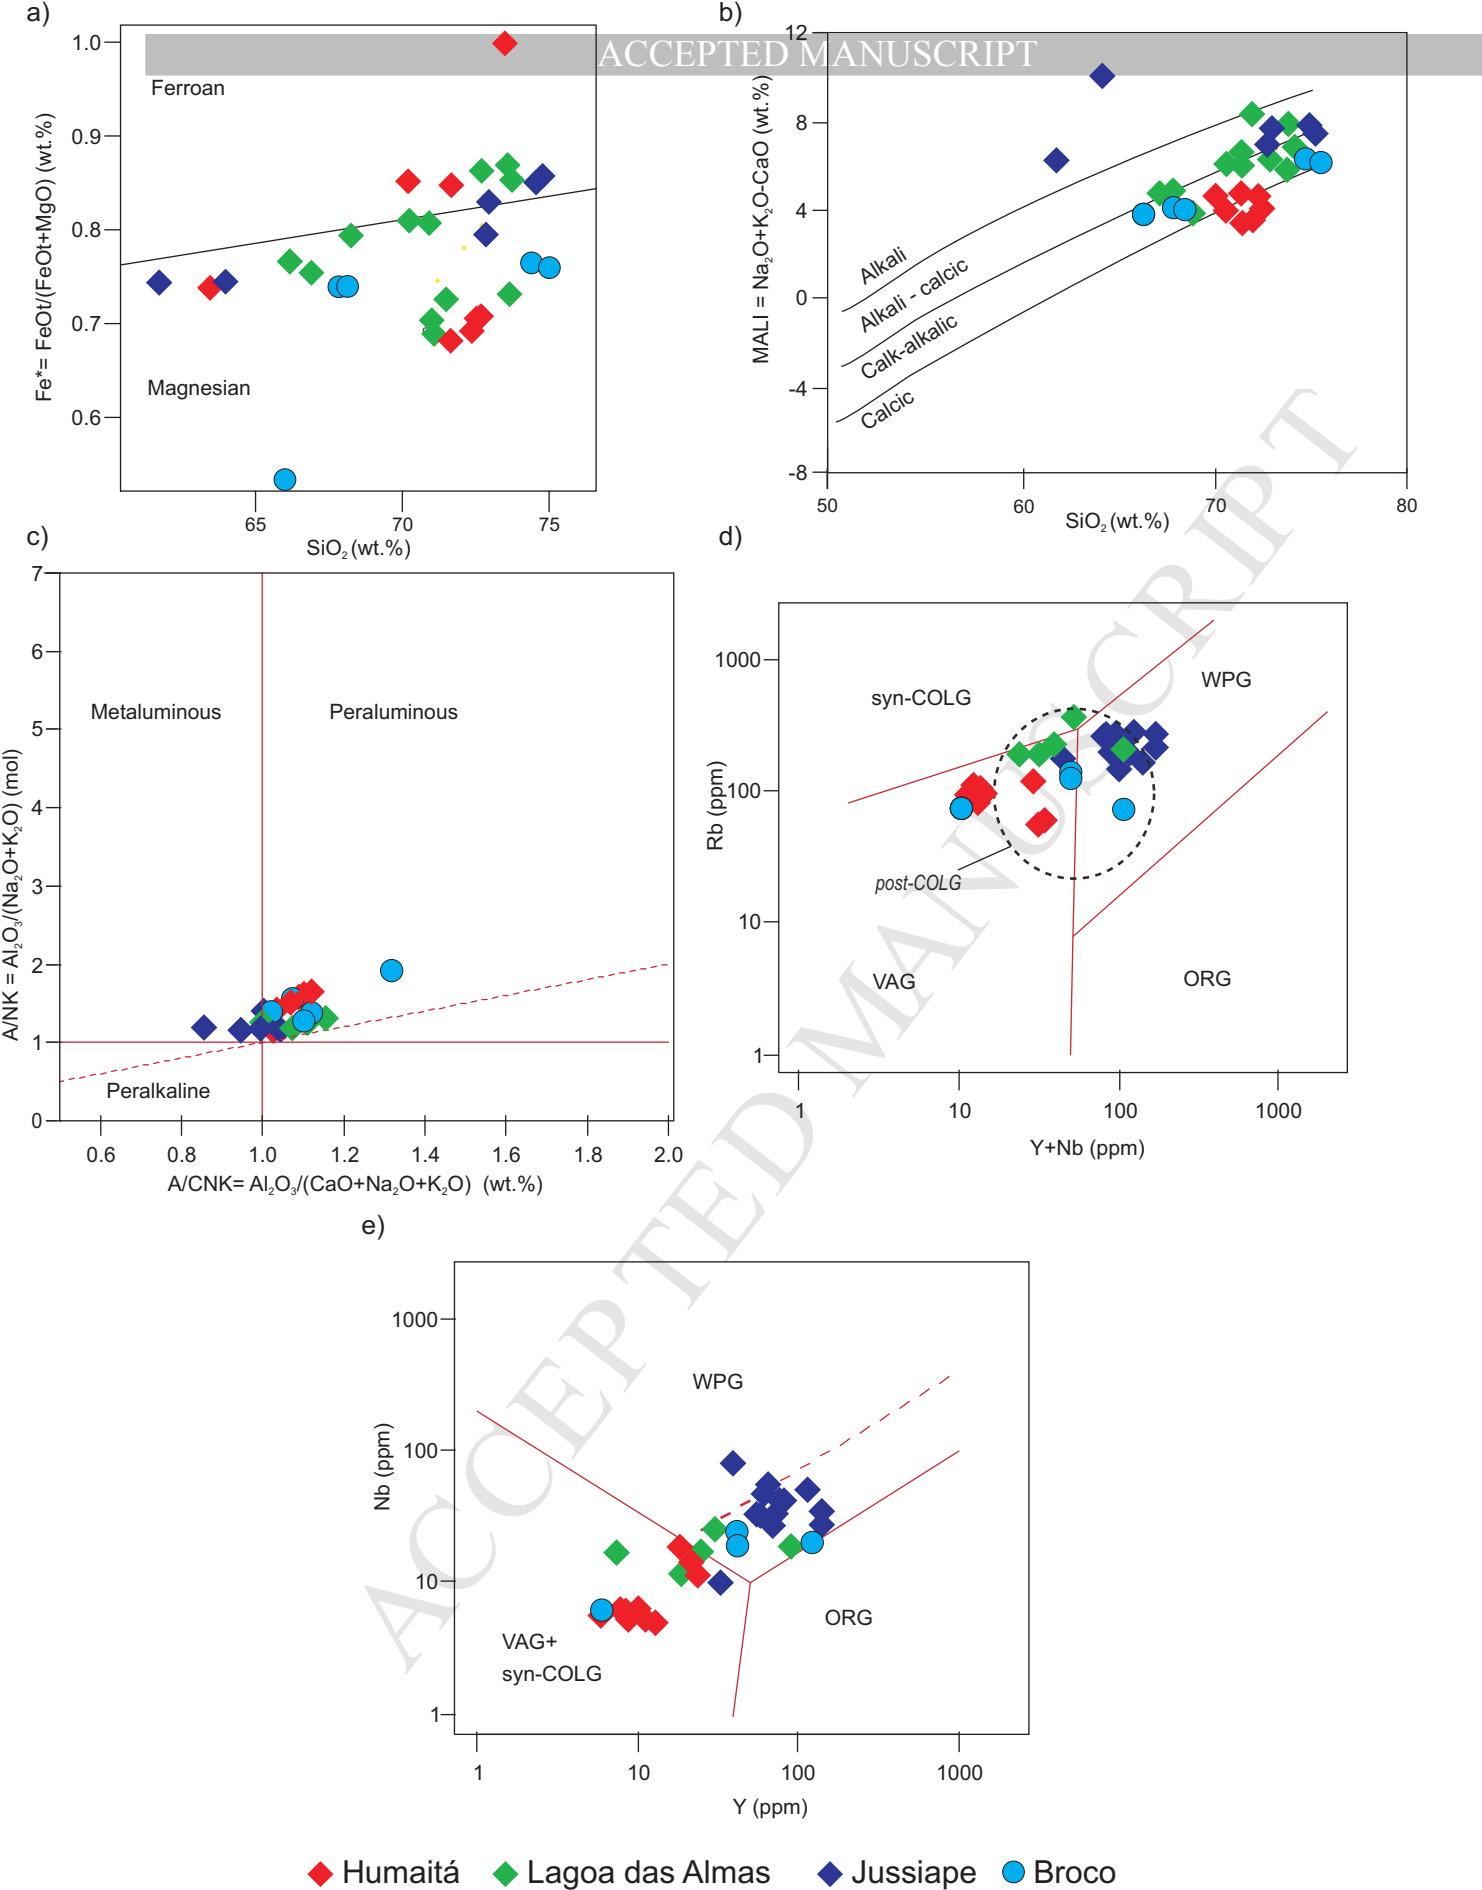 a)
b)
ACCEPTED MANUSCRIPT
1.0
0.9
0.8
0.7
0.6
Fe*= FeOt/(FeOt+MgO) (wt.%)
Ferroan
Magnesian
65
70
75
SiO₂ (wt.%)
12
8
4
0
-4
-8
MALI = Na₂O+K₂O-CaO (wt.%)
Alkali
Alkali - calcic
Calk-alkalic
Calcic
50
60
70
80
SiO₂ (wt.%)
c)
7
6
5
4
3
2
1
0
A/NK = Al₂O₃/(Na₂O+K₂O) (mol)
Metaluminous
Peraluminous
Peralkaline
0.6
0.8
1.0
1.2
1.4
1.6
1.8
2.0
A/CNK= Al₂O₃/(CaO+Na₂O+K₂O) (wt.%)
d)
1000
100
10
1
Rb (ppm)
syn-COLG
WPG
post-COLG
VAG
ORG
1
10
100
1000
Y+Nb (ppm)
e)
1000
100
10
1
Nb (ppm)
WPG
ORG
VAG+
syn-COLG
1
10
100
1000
Y (ppm)
Humaitá
Lagoa das Almas
Jussiape
Broco
ACCEPTED MANUSCRIPT